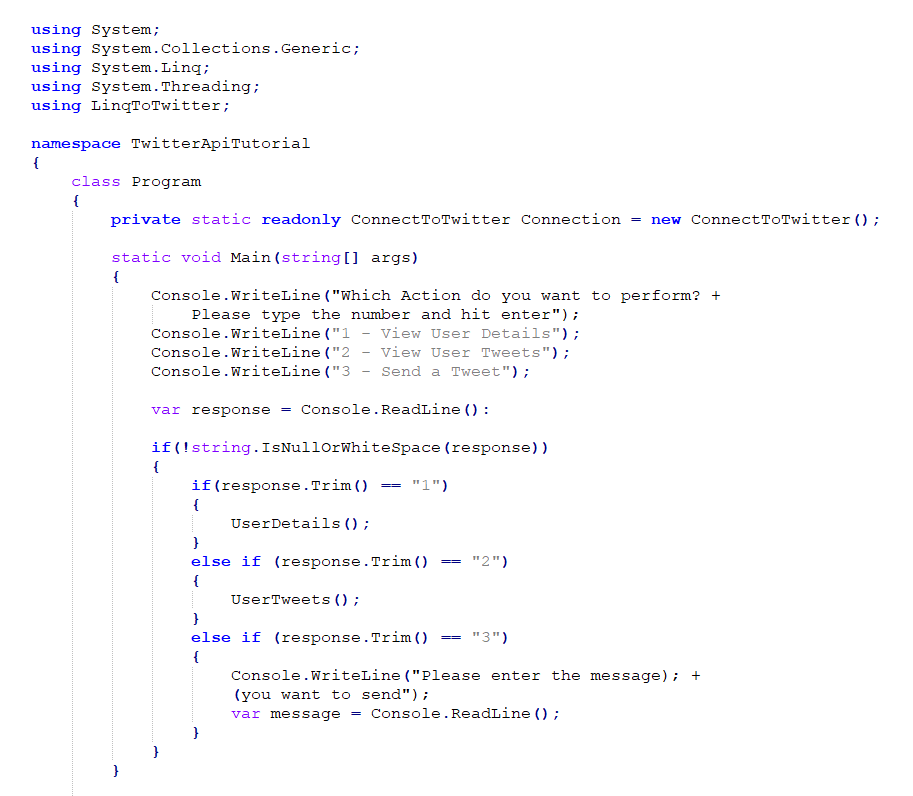 using System;
using System.Collections.Generic;
using System.Linq;
using System.Threading;
using LinqToTwitter;

namespace TwitterApiTutorial
{
    class Program
    {
        private static readonly ConnectToTwitter Connection = new ConnectToTwitter();

        static void Main(string[] args)
        {
            Console.WriteLine("Which Action do you want to perform? +
                Please type the number and hit enter");
            Console.WriteLine("1 - View User Details");
            Console.WriteLine("2 - View User Tweets");
            Console.WriteLine("3 - Send a Tweet");

            var response = Console.ReadLine():

            if(!string.IsNullOrWhiteSpace(response))
            {
                if(response.Trim() == "1")
                {
                    UserDetails();
                }
                else if (response.Trim() == "2")
                {
                    UserTweets();
                }
                else if (response.Trim() == "3")
                {
                    Console.WriteLine("Please enter the message); +
                    (you want to send");
                    var message = Console.ReadLine();
                }
            }
        }